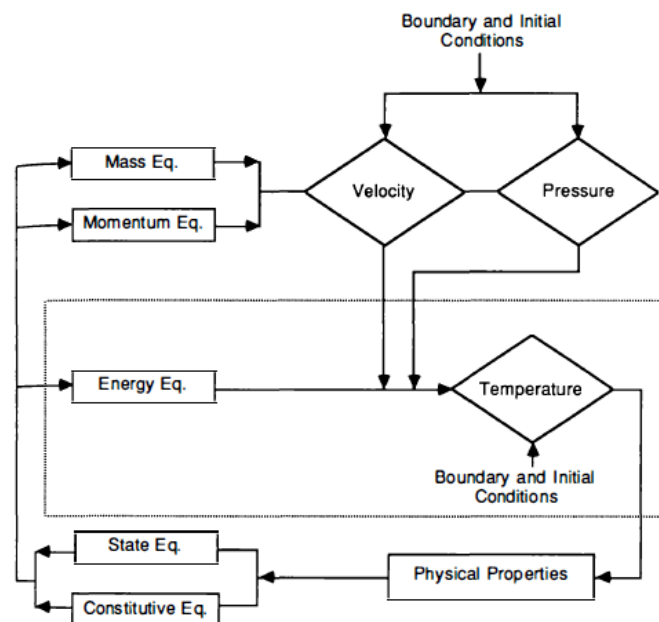 Boundary and Initial
Conditions
Mass Eq.
Velocity
Pressure
Momentum Eq.
Energy Eq.
Temperature
Boundary and Initial
Conditions
State Eq.
Physical Properties
Constitutive Eq.